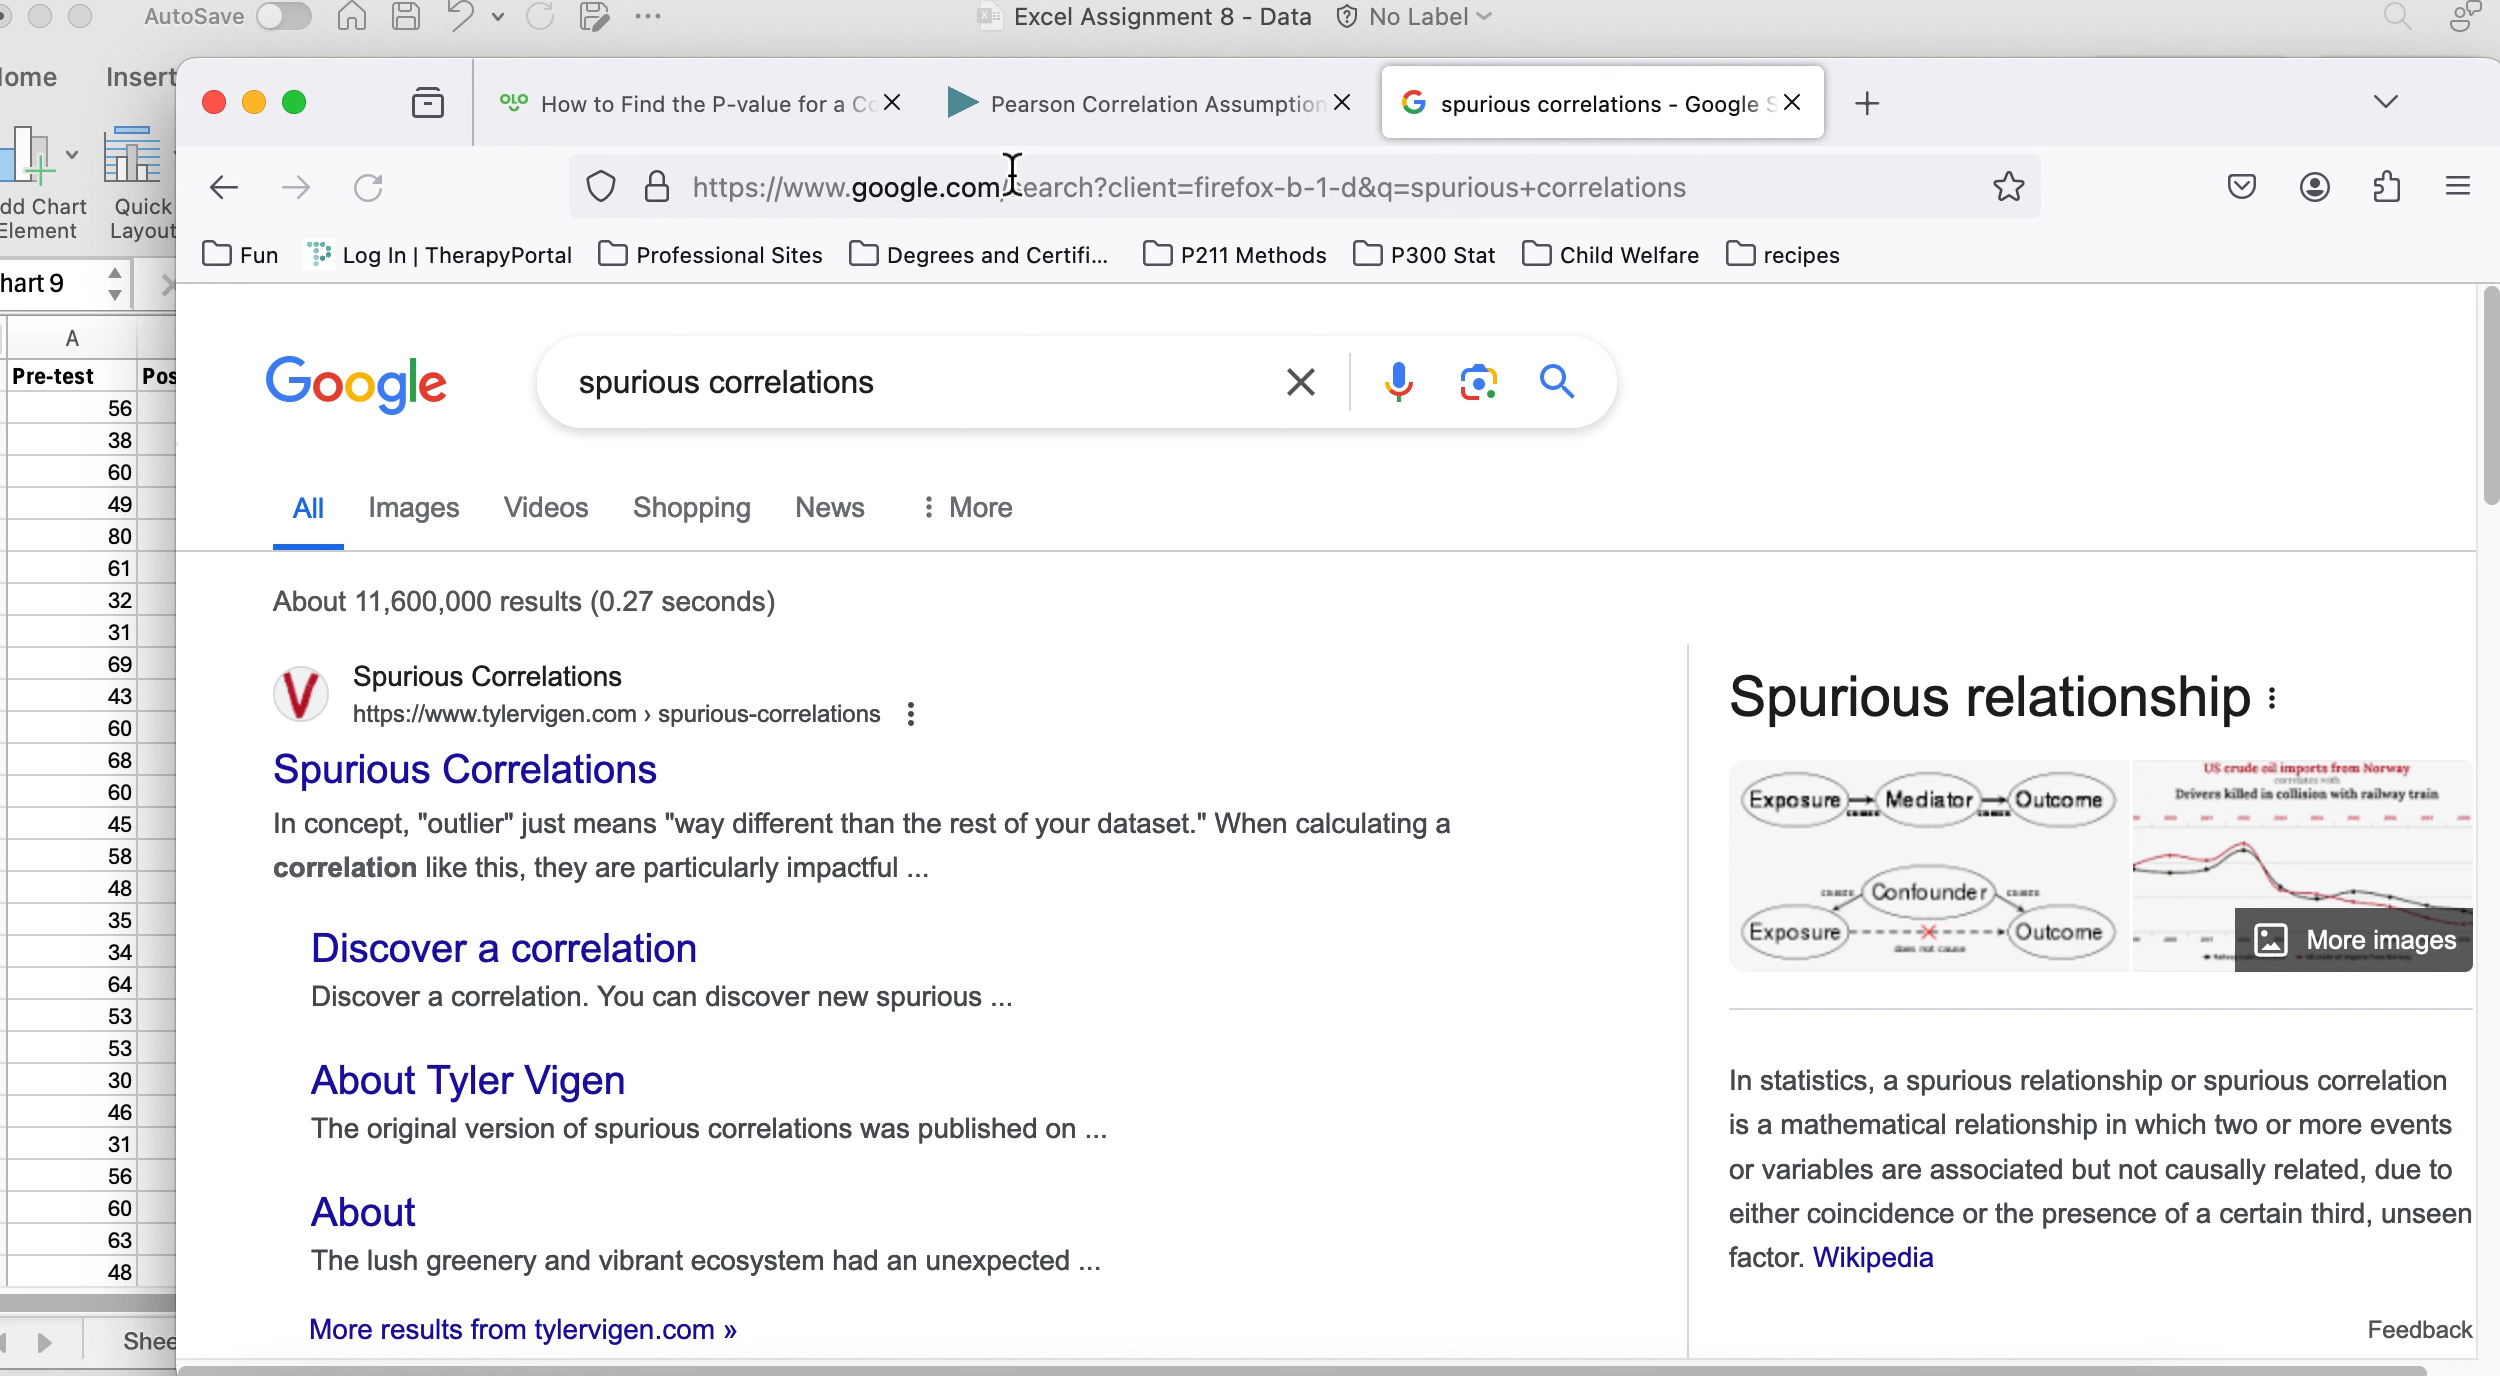 AutoSave
Excel Assignment 8 - Data
No Label
ome
Insert
dd Chart
Element
Quick
Layout
How to Find the P-value for a Co
Pearson Correlation Assumption
spurious correlations - Google S
https://www.google.com/search?client=firefox-b-1-d&q=spurious+correlations
Fun
Log In | TherapyPortal
Professional Sites
Degrees and Certifi...
P211 Methods
P300 Stat
Child Welfare
recipes
hart 9
A
Pre-test
Pos
56
38
60
49
80
61
32
31
69
43
60
68
60
45
58
48
35
34
64
53
53
30
46
31
56
60
63
48
Shee
Google
spurious correlations
All
Images
Videos
Shopping
News
More
About 11,600,000 results (0.27 seconds)
Spurious Correlations
https://www.tylervigen.com › spurious-correlations
Spurious Correlations
In concept, "outlier" just means "way different than the rest of your dataset." When calculating a
correlation like this, they are particularly impactful ...
Discover a correlation
Discover a correlation. You can discover new spurious ...
About Tyler Vigen
The original version of spurious correlations was published on ...
About
The lush greenery and vibrant ecosystem had an unexpected ...
More results from tylervigen.com »
Spurious relationship
Exposure
causes
Mediator
causes
Outcome
causes
Confounder
causes
Exposure
Outcome
does not cause
US crude oil imports from Norway
correlates with
Drivers killed in collision with railway train
More images
In statistics, a spurious relationship or spurious correlation
is a mathematical relationship in which two or more events
or variables are associated but not causally related, due to
either coincidence or the presence of a certain third, unseen
factor. Wikipedia
Feedback